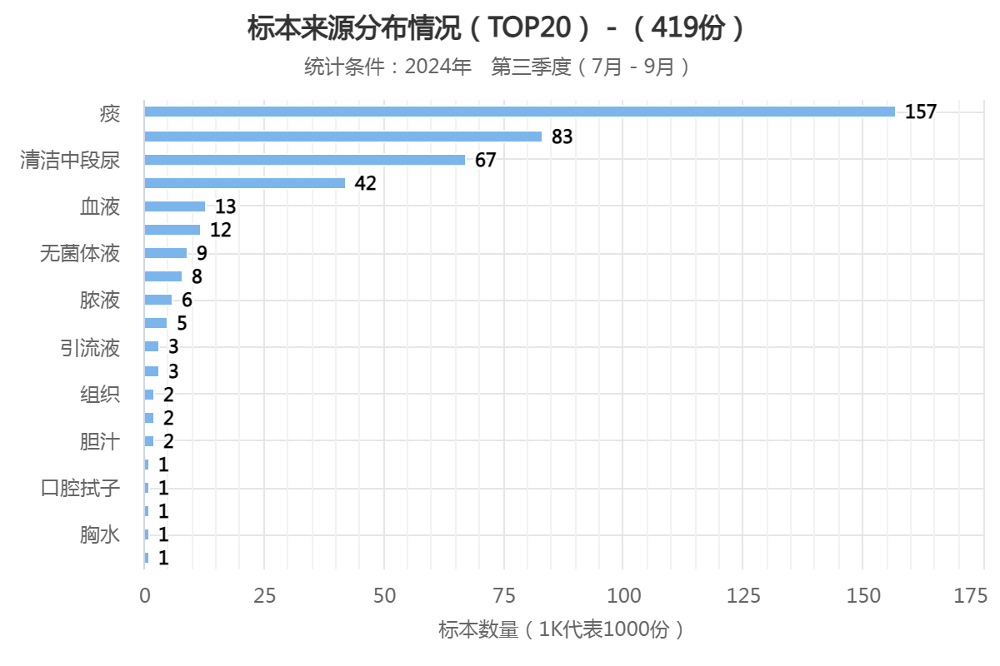 标本来源分布情况（TOP20） - （419份）
统计条件：2024年 第三季度（7月 - 9月）
痰 157
83
清洁中段尿 67
42
血液 13
12
无菌体液 9
8
脓液 6
5
引流液 3
3
组织 2
2
胆汁 2
1
口腔拭子 1
1
胸水 1
1
0 25 50 75 100 125 150 175
标本数量（1K代表1000份）